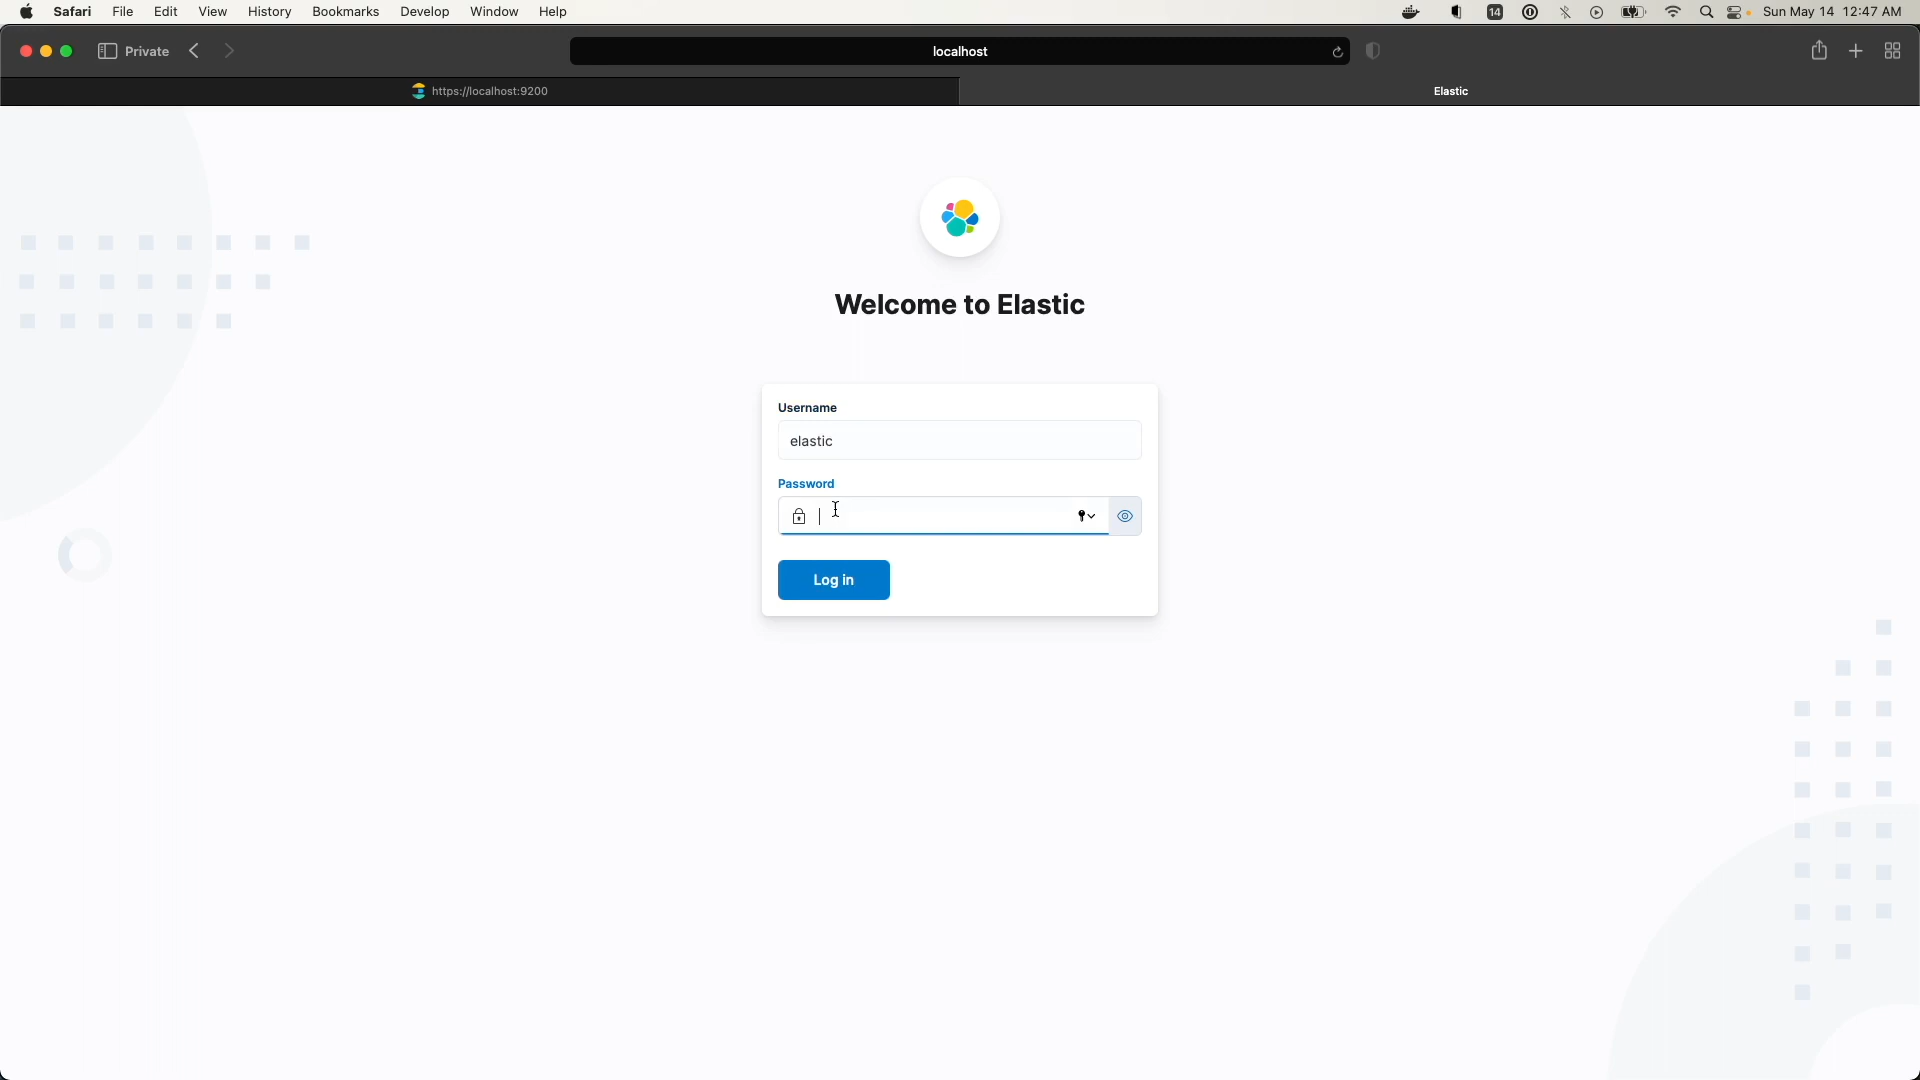 Safari File Edit View History Bookmarks Develop Window Help 14 Sun May 14 12:47 AM
Private localhost
https://localhost:9200 Elastic
Welcome to Elastic
Username
elastic
Password
Log in